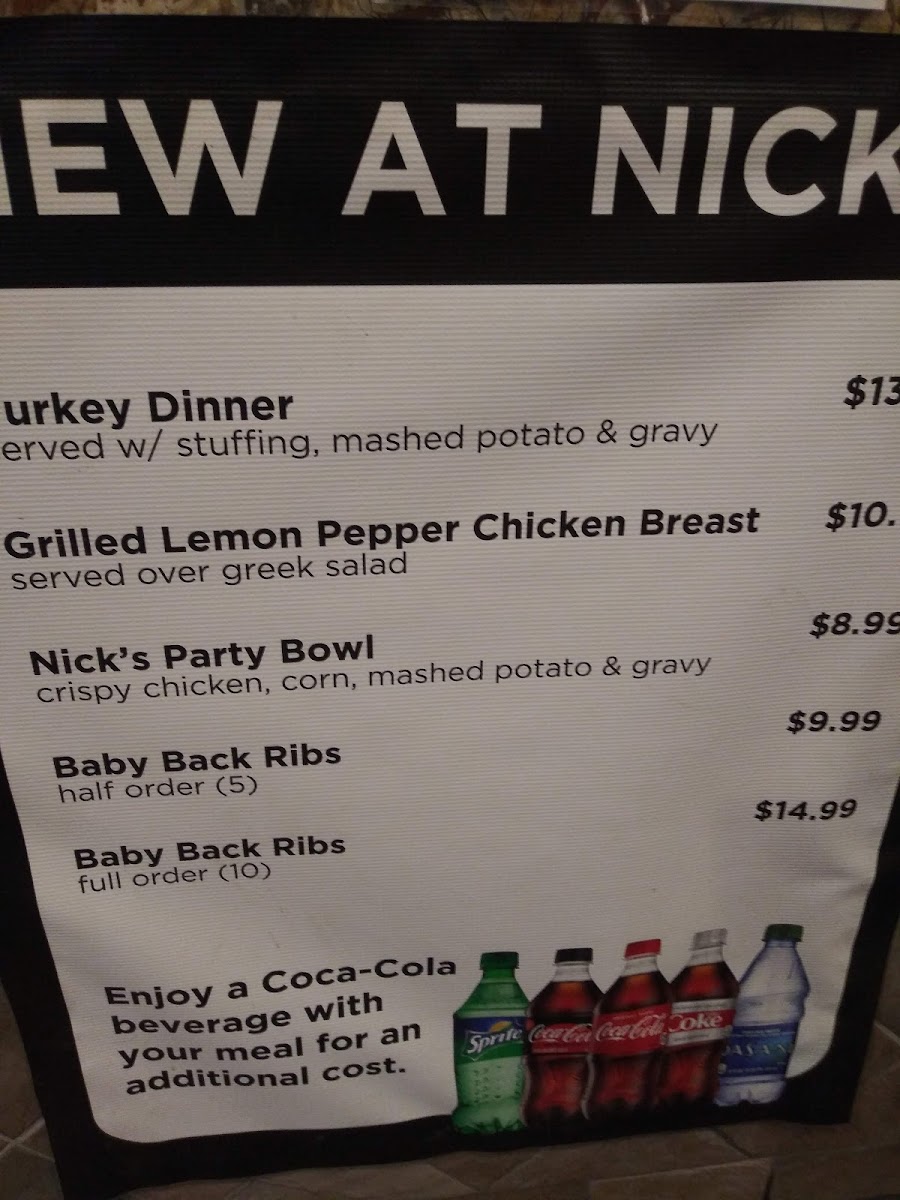 NEW AT NICK
urkey Dinner $13
erved w/ stuffing, mashed potato & gravy
Grilled Lemon Pepper Chicken Breast $10.
served over greek salad
Nick's Party Bowl $8.99
crispy chicken, corn, mashed potato & gravy
Baby Back Ribs $9.99
half order (5)
Baby Back Ribs $14.99
full order (10)
Enjoy a Coca-Cola
beverage with
your meal for an
additional cost.
Sprite Coca-Cola Coca-Cola Coke DASANI